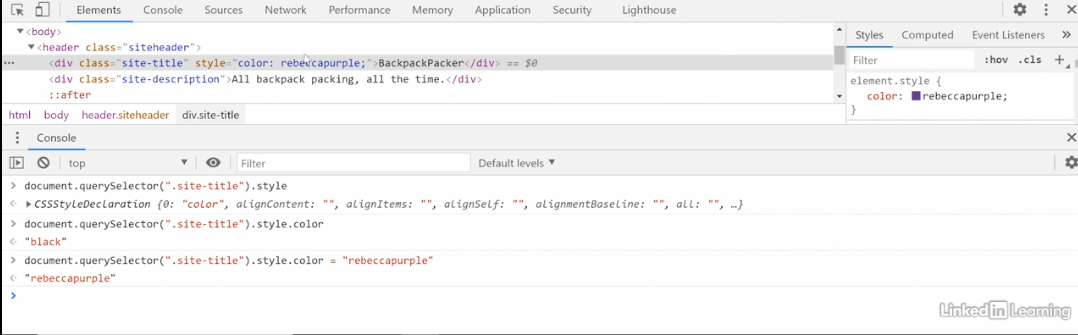 Elements Console Sources Network Performance Memory Application Security Lighthouse
<body>
<header class="siteheader">
<div class="site-title" style="color: rebeccapurple;">BackpackPacker</div> == $0
<div class="site-description">All backpack packing, all the time.</div>
::after
html body header.siteheader div.site-title
Styles Computed Event Listeners »
Filter :hov .cls +
element.style {
color: rebeccapurple;
}
Console
top Filter Default levels
> document.querySelector(".site-title").style
CSSStyleDeclaration {0: "color", alignContent: "", alignItems: "", alignSelf: "", alignmentBaseline: "", all: "", …}
> document.querySelector(".site-title").style.color
"black"
> document.querySelector(".site-title").style.color = "rebeccapurple"
"rebeccapurple"
>
LinkedIn Learning